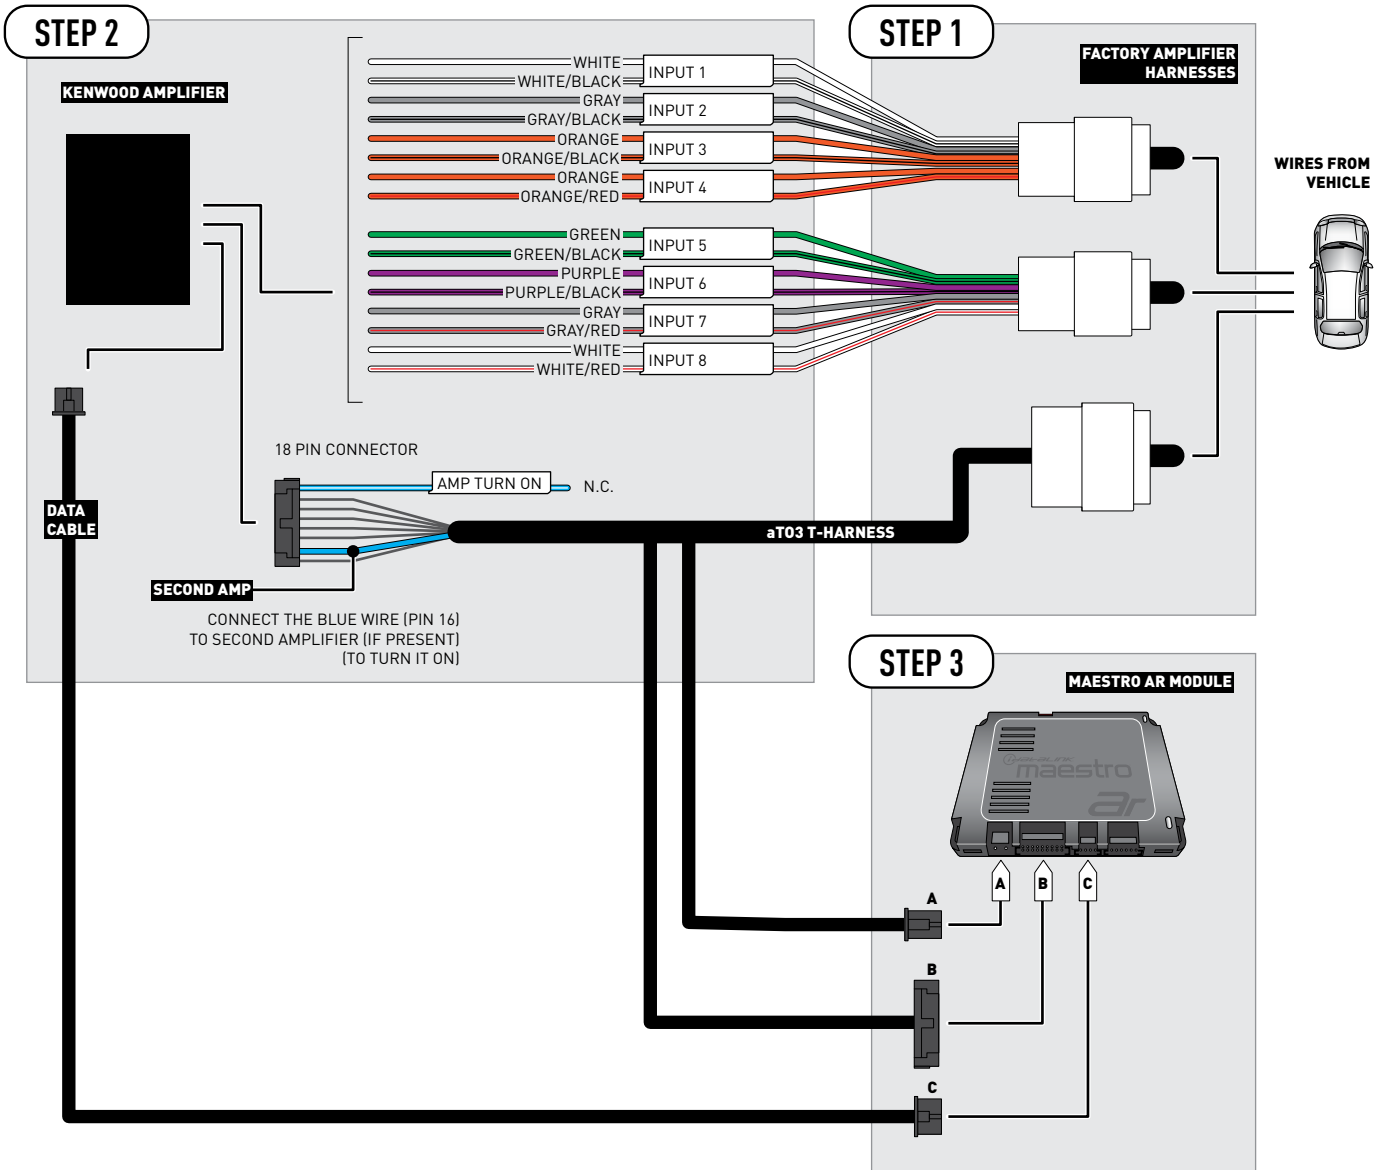 STEP 2
STEP 1
FACTORY AMPLIFIER
HARNESSES
KENWOOD AMPLIFIER
WHITE
INPUT 1
WHITE/BLACK
GRAY
INPUT 2
GRAY/BLACK
ORANGE
INPUT 3
ORANGE/BLACK
ORANGE
INPUT 4
ORANGE/RED
GREEN
INPUT 5
GREEN/BLACK
PURPLE
INPUT 6
PURPLE/BLACK
GRAY
INPUT 7
GRAY/RED
WHITE
INPUT 8
WHITE/RED
WIRES FROM
VEHICLE
18 PIN CONNECTOR
AMP TURN ON
N.C.
DATA
CABLE
aTO3 T-HARNESS
SECOND AMP
CONNECT THE BLUE WIRE (PIN 16)
TO SECOND AMPLIFIER (IF PRESENT)
(TO TURN IT ON)
STEP 3
MAESTRO AR MODULE
maestro
ar
A
B
C
A
B
C